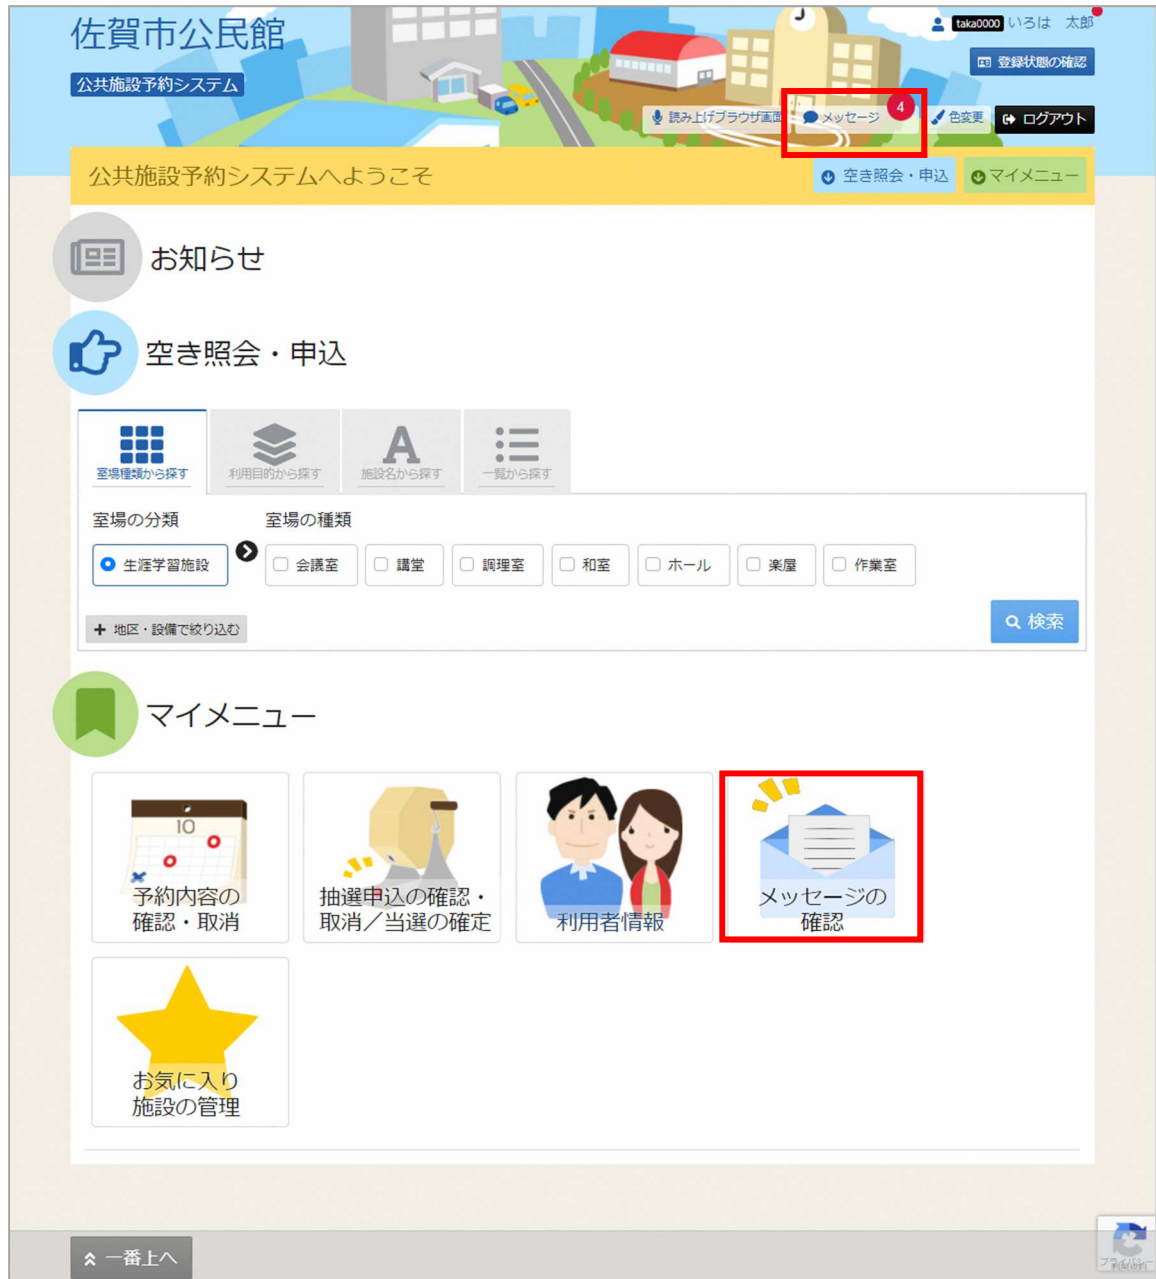 佐賀市公民館
公共施設予約システム
taka0000 いろは 太郎
登録状態の確認
読み上げブラウザ画面
メッセージ 4
色変更
ログアウト
公共施設予約システムへようこそ
空き照会・申込
マイメニュー
お知らせ
空き照会・申込
室場種類から探す
利用目的から探す
A
施設名から探す
一覧から探す
室場の分類 室場の種類
生涯学習施設 会議室 講堂 調理室 和室 ホール 楽屋 作業室
+ 地区・設備で絞り込む
検索
マイメニュー
10
予約内容の
確認・取消
抽選申込の確認・
取消/当選の確定
利用者情報
メッセージの
確認
お気に入り
施設の管理
一番上へ